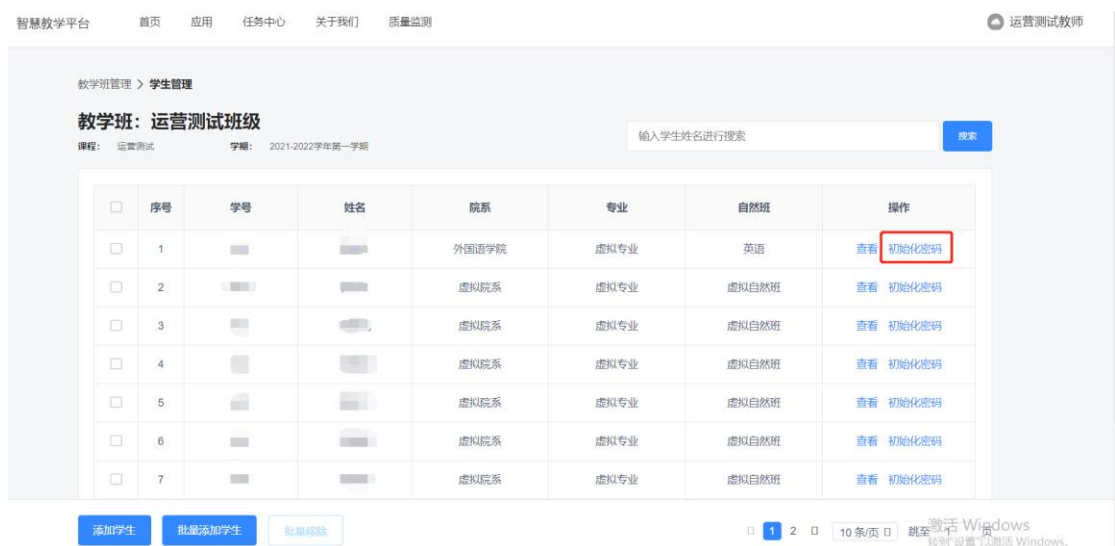 智慧教学平台 首页 应用 任务中心 关于我们 质量监测 运营测试教师
教学班管理 > 学生管理
教学班：运营测试班级
课程： 运营测试 学期： 2021-2022学年第一学期
输入学生姓名进行搜索 搜索
序号 学号 姓名 院系 专业 自然班 操作
1 外国语学院 虚拟专业 英语 查看 初始化密码
2 虚拟院系 虚拟专业 虚拟自然班 查看 初始化密码
3 虚拟院系 虚拟专业 虚拟自然班 查看 初始化密码
4 虚拟院系 虚拟专业 虚拟自然班 查看 初始化密码
5 虚拟院系 虚拟专业 虚拟自然班 查看 初始化密码
6 虚拟院系 虚拟专业 虚拟自然班 查看 初始化密码
7 虚拟院系 虚拟专业 虚拟自然班 查看 初始化密码
添加学生 批量添加学生 批量移除 1 2 10 条/页 跳至 1 页
激活 Windows
转到"设置"以激活 Windows。